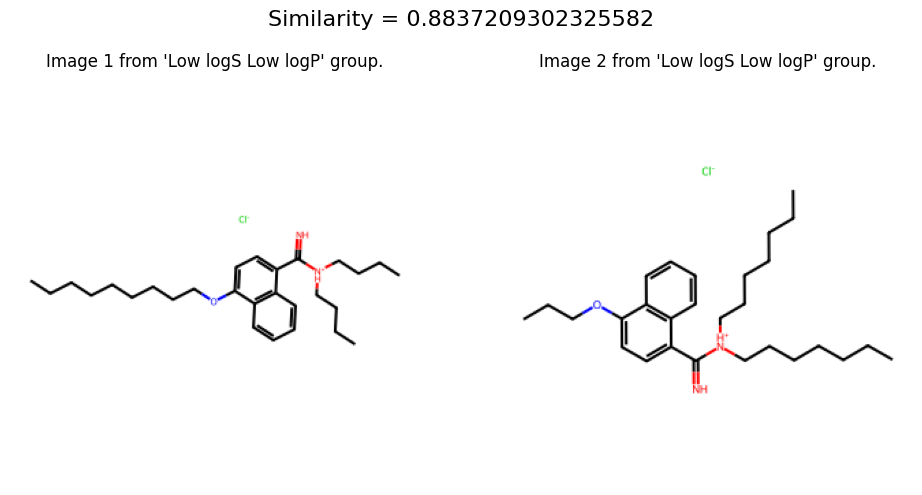 Similarity = 0.8837209302325582
Image 1 from 'Low logS Low logP' group.
Image 2 from 'Low logS Low logP' group.
Cl⁻
NH
N⁺
H
O
Cl⁻
O
H⁺
N
NH